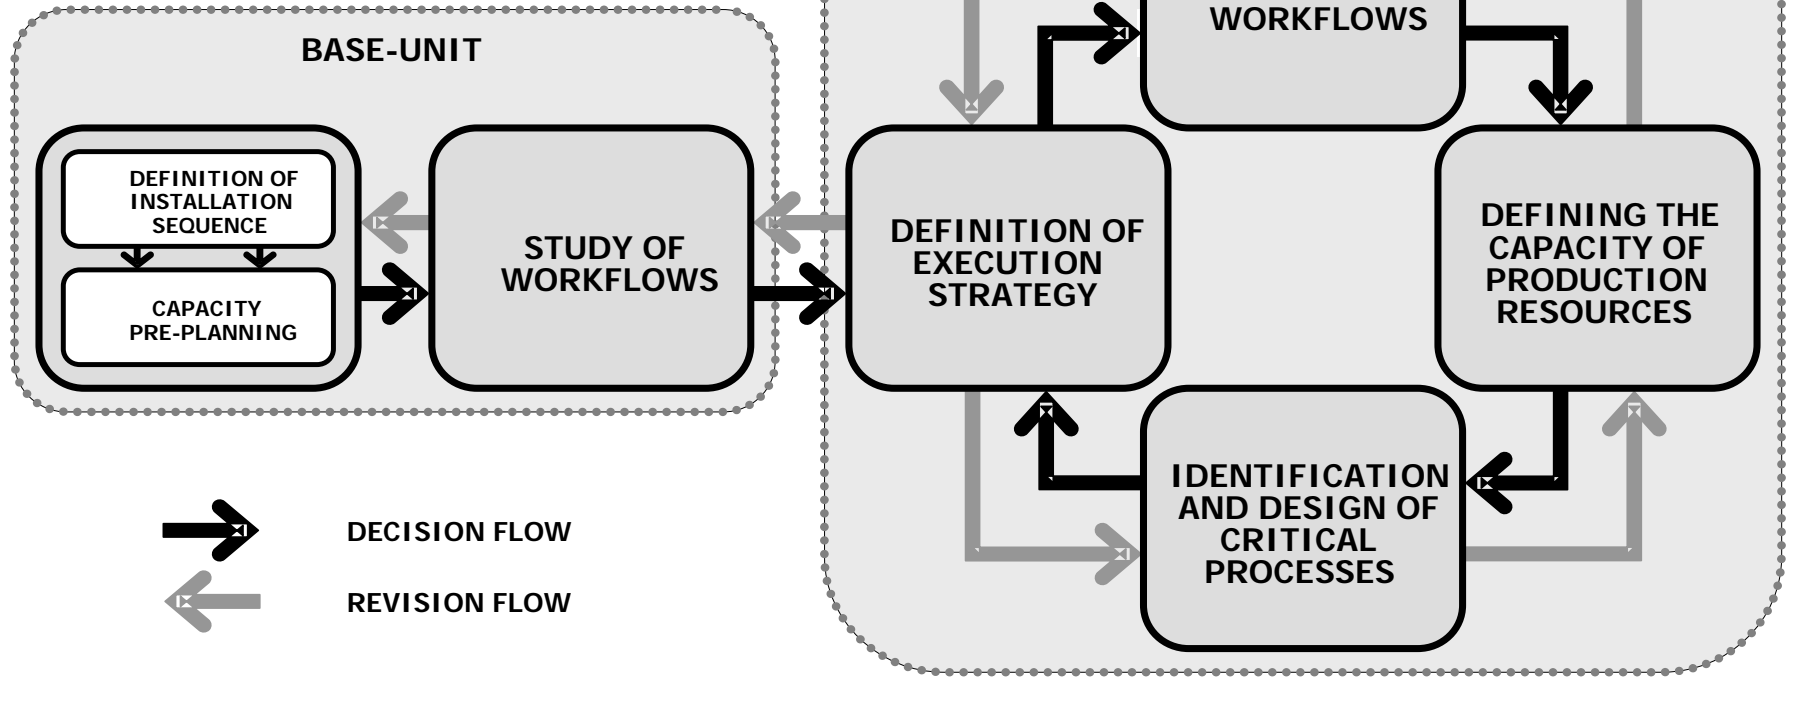 BASE-UNIT
DEFINITION OF
INSTALLATION
SEQUENCE
CAPACITY
PRE-PLANNING
STUDY OF
WORKFLOWS
WORKFLOWS
DEFINITION OF
EXECUTION
STRATEGY
DEFINING THE
CAPACITY OF
PRODUCTION
RESOURCES
IDENTIFICATION
AND DESIGN OF
CRITICAL
PROCESSES
DECISION FLOW
REVISION FLOW